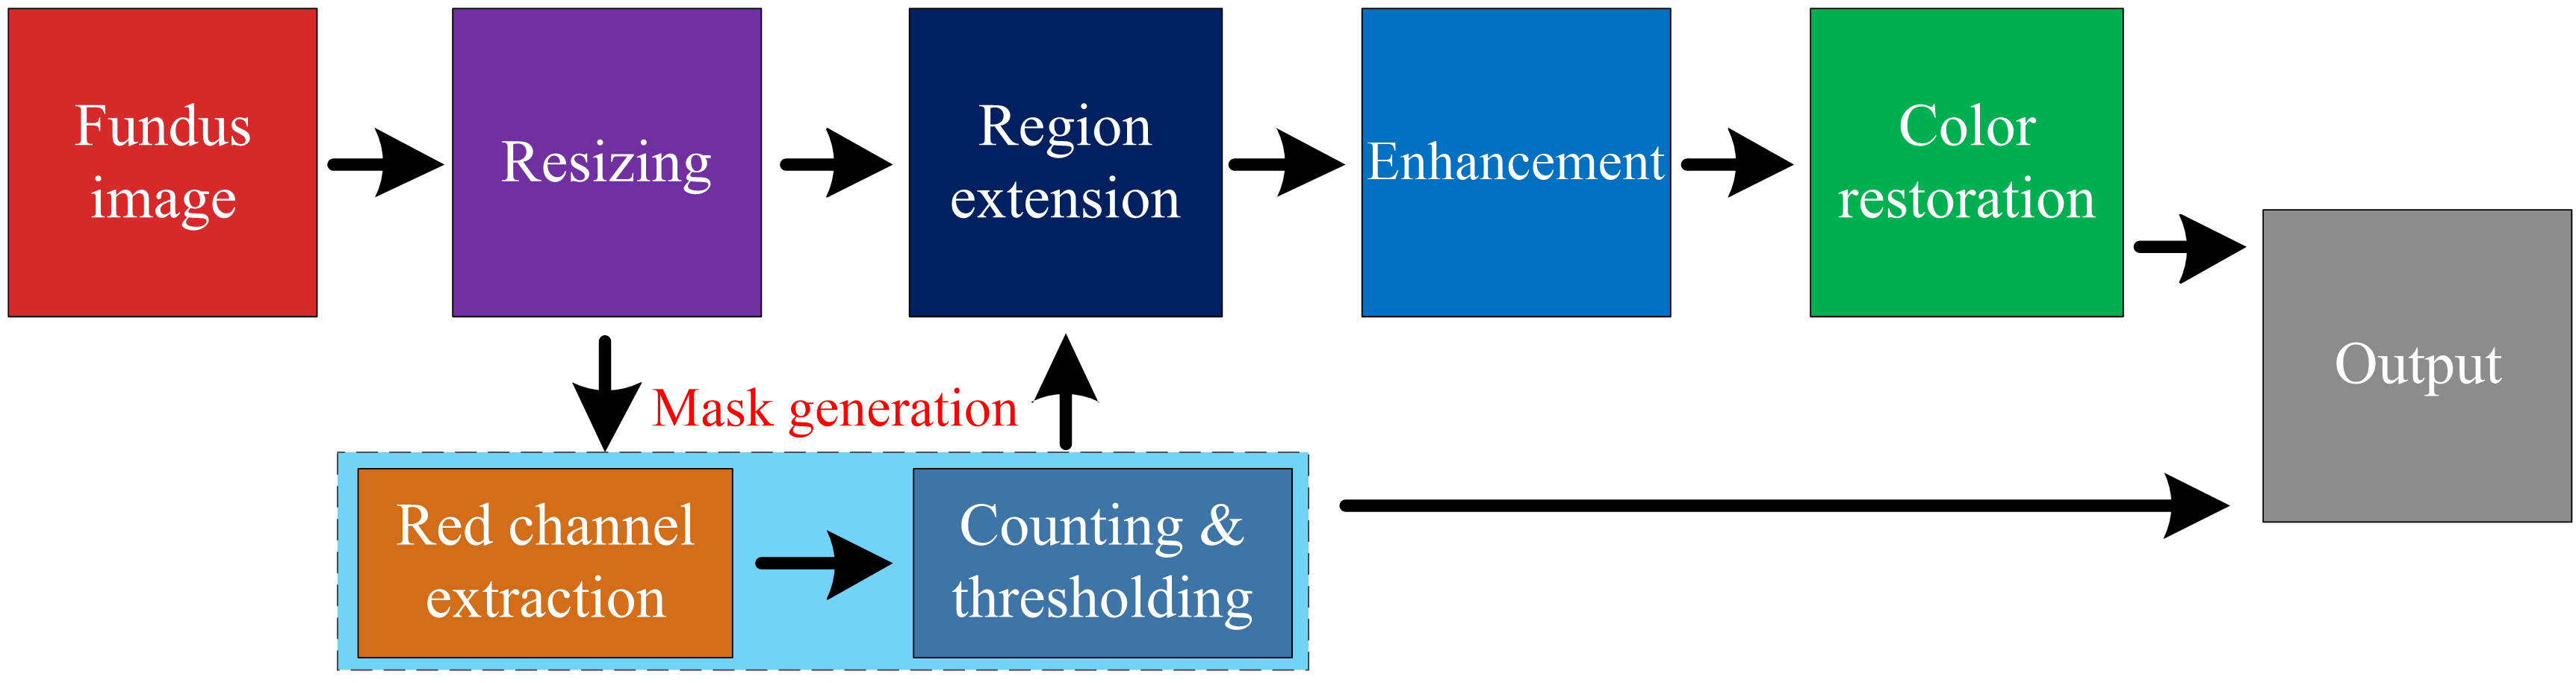 Fundus
image
Resizing
Region
extension
Enhancement
Color
restoration
Output
Mask generation
Red channel
extraction
Counting &
thresholding